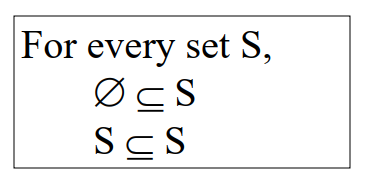 For every set S,
∅ ⊆ S
S ⊆ S